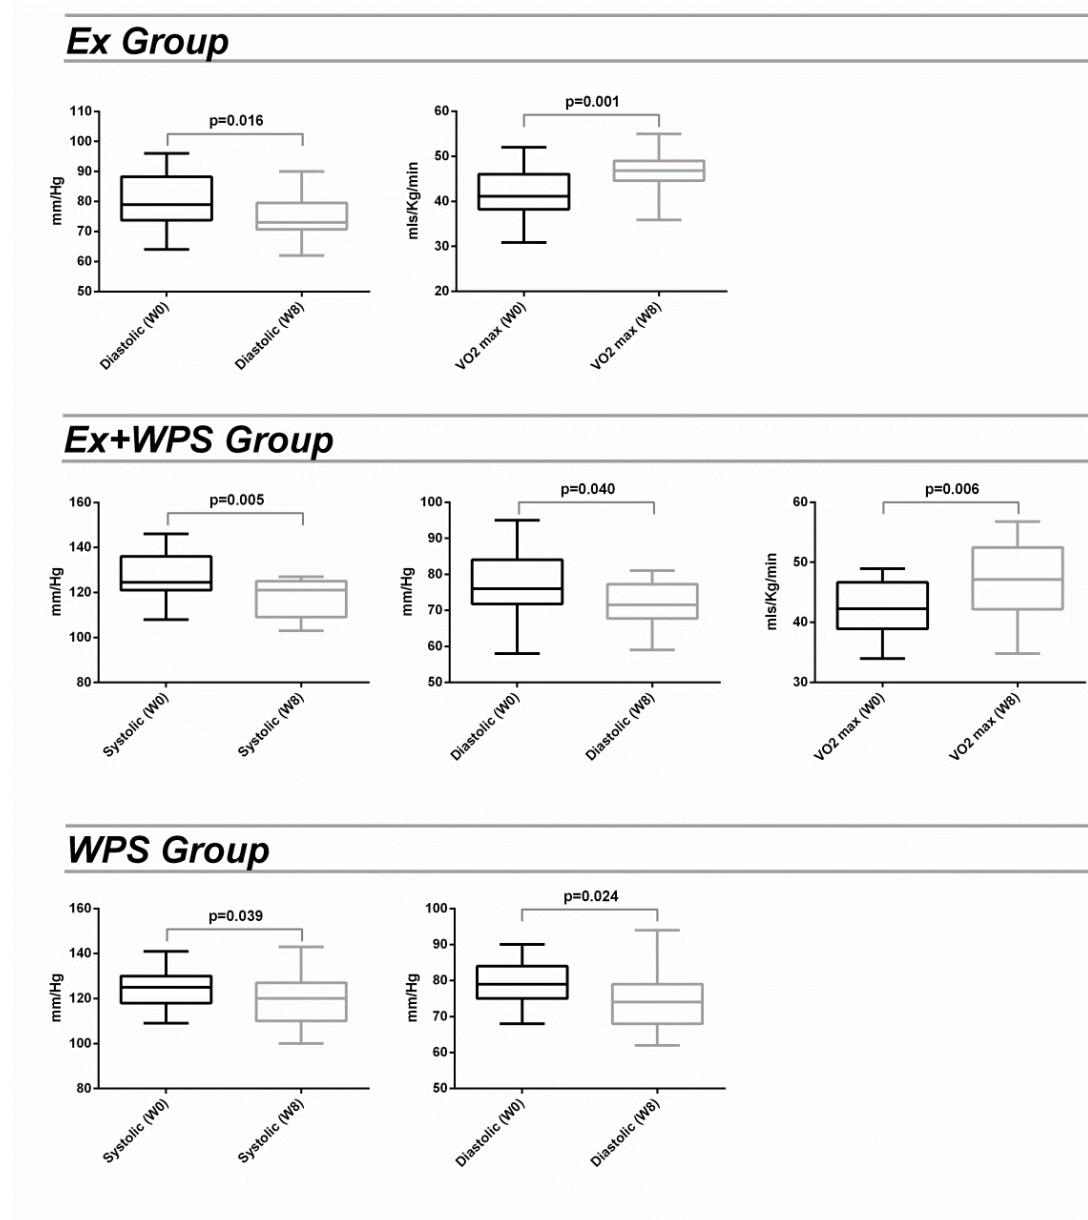 Ex Group
p=0.016
p=0.001
110
100
90
80
70
60
50
mm/Hg
Diastolic (W0)
Diastolic (W8)
60
50
40
30
20
mls/Kg/min
VO2 max (W0)
VO2 max (W8)
Ex+WPS Group
p=0.005
p=0.040
p=0.006
160
140
120
100
80
mm/Hg
Systolic (W0)
Systolic (W8)
100
90
80
70
60
50
mm/Hg
Diastolic (W0)
Diastolic (W8)
60
50
40
30
mls/Kg/min
VO2 max (W0)
VO2 max (W8)
WPS Group
p=0.039
p=0.024
160
140
120
100
80
mm/Hg
Systolic (W0)
Systolic (W8)
100
90
80
70
60
50
mm/Hg
Diastolic (W0)
Diastolic (W8)